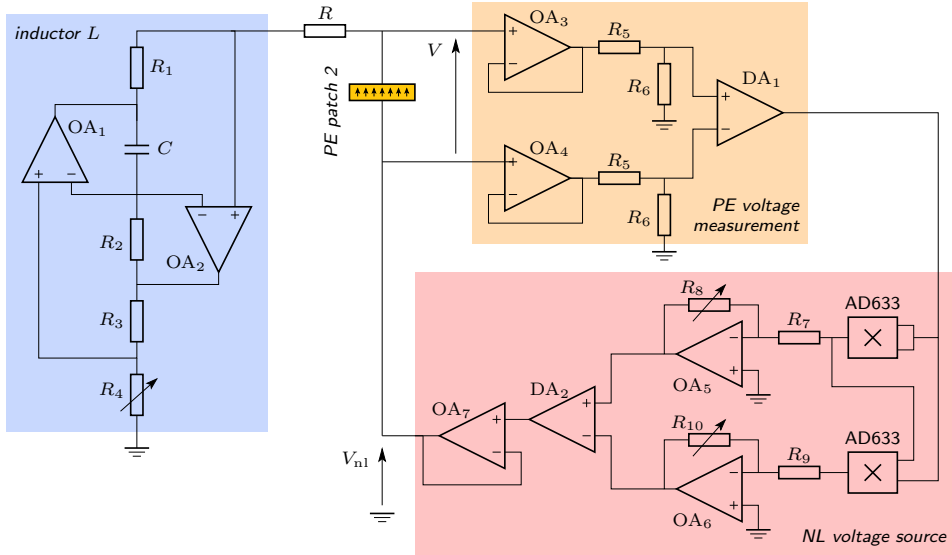 inductor L
R₁
OA₁
C
R₂
OA₂
R₃
R₄
R
PE patch 2
V
OA₃
R₅
R₆
DA₁
OA₄
R₅
R₆
PE voltage
measurement
R₈
R₇
AD633
OA₅
DA₂
OA₇
R₁₀
R₉
AD633
OA₆
Vnl
NL voltage source